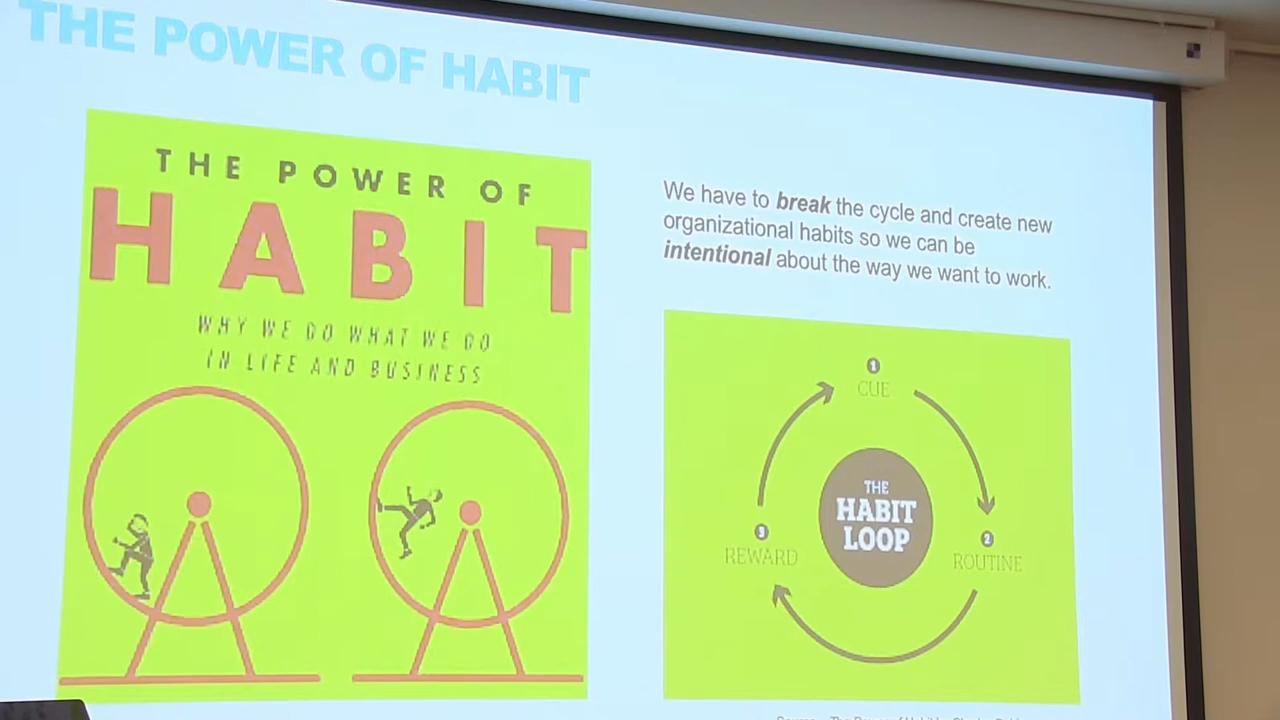 THE POWER OF HABIT
THE POWER OF
HABIT
WHY WE DO WHAT WE DO
IN LIFE AND BUSINESS
We have to break the cycle and create new
organizational habits so we can be
intentional about the way we want to work.
1
CUE
THE
HABIT
LOOP
2
ROUTINE
3
REWARD